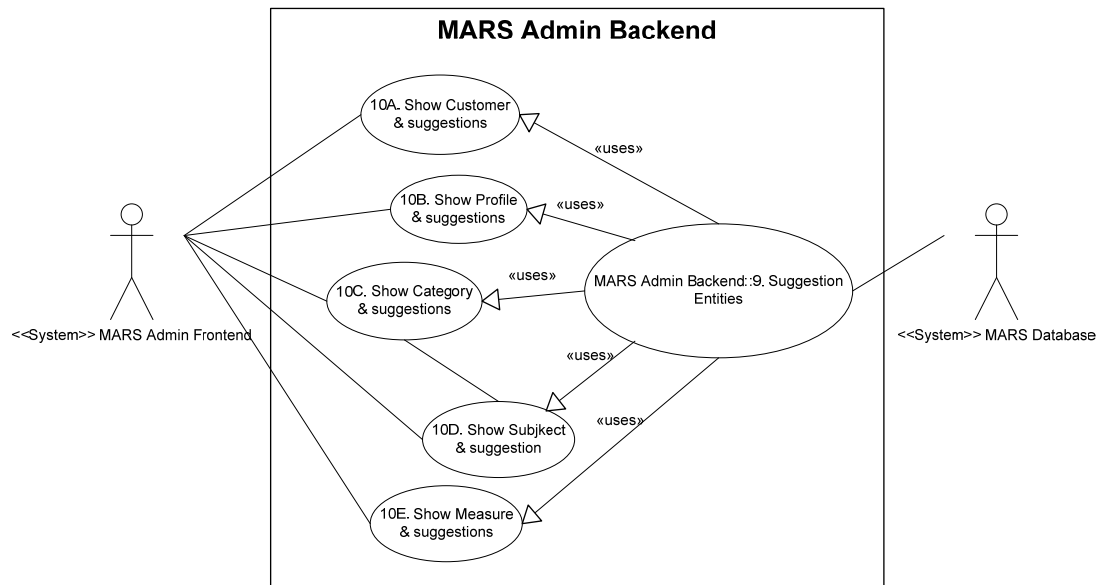 MARS Admin Backend
10A. Show Customer
& suggestions
«uses»
10B. Show Profile
& suggestions
«uses»
10C. Show Category
& suggestions
«uses»
MARS Admin Backend::9. Suggestion
Entities
<<System>> MARS Admin Frontend
<<System>> MARS Database
«uses»
10D. Show Subjkect
& suggestion
«uses»
10E. Show Measure
& suggestions